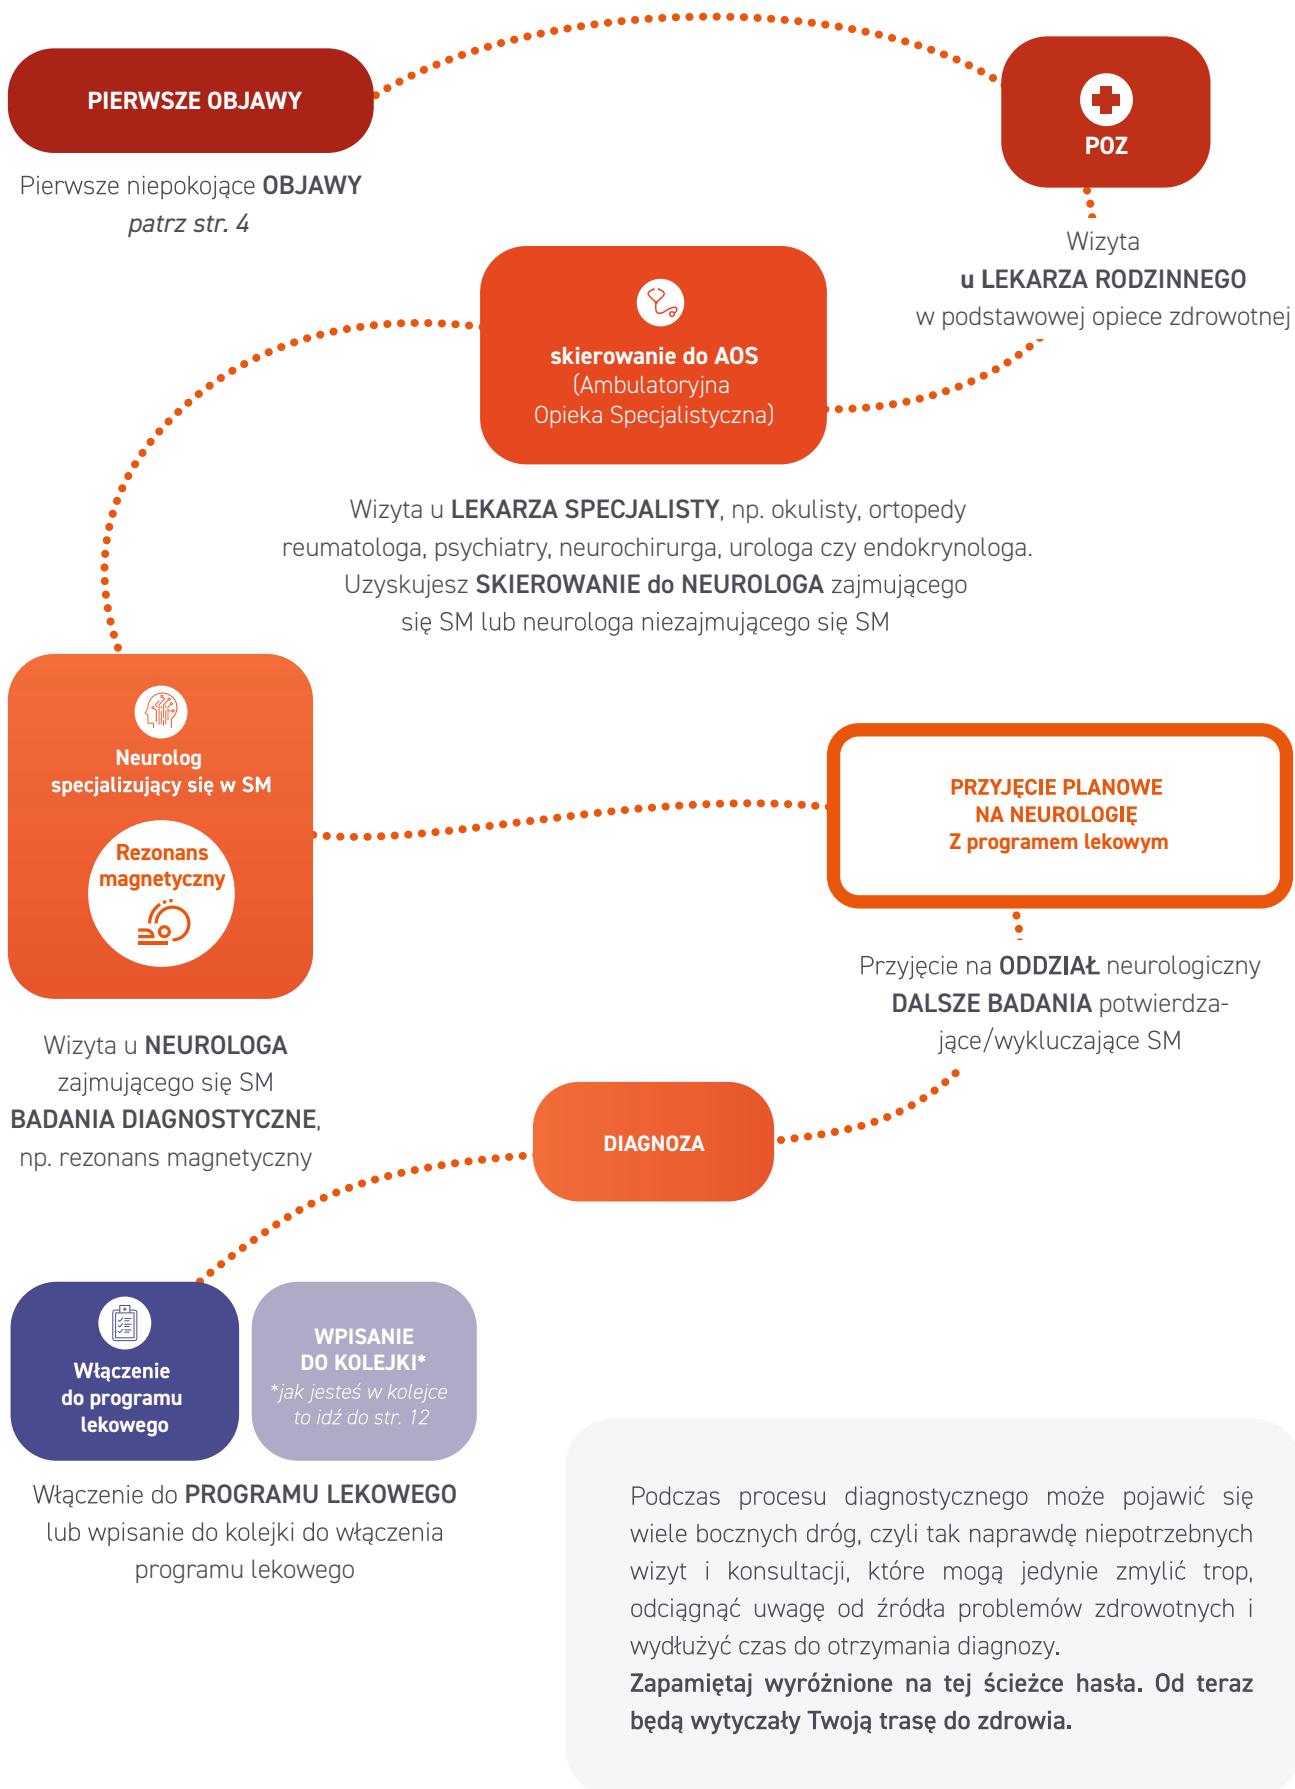 PIERWSZE OBJAWY
Pierwsze niepokojące OBJAWY
patrz str. 4
POZ
Wizyta
u LEKARZA RODZINNEGO
w podstawowej opiece zdrowotnej
skierowanie do AOS
(Ambulatoryjna
Opieka Specjalistyczna)
Wizyta u LEKARZA SPECJALISTY, np. okulisty, ortopedy
reumatologa, psychiatry, neurochirurga, urologa czy endokrynologa.
Uzyskujesz SKIEROWANIE do NEUROLOGA zajmującego
się SM lub neurologa niezajmującego się SM
Neurolog
specjalizujący się w SM
Rezonans
magnetyczny
Wizyta u NEUROLOGA
zajmującego się SM
BADANIA DIAGNOSTYCZNE,
np. rezonans magnetyczny
PRZYJĘCIE PLANOWE
NA NEUROLOGIĘ
Z programem lekowym
Przyjęcie na ODDZIAŁ neurologiczny
DALSZE BADANIA potwierdza-
jące/wykluczające SM
DIAGNOZA
Włączenie
do programu
lekowego
WPISANIE
DO KOLEJKI*
*jak jesteś w kolejce
to idź do str. 12
Włączenie do PROGRAMU LEKOWEGO
lub wpisanie do kolejki do włączenia
programu lekowego
Podczas procesu diagnostycznego może pojawić się
wiele bocznych dróg, czyli tak naprawdę niepotrzebnych
wizyt i konsultacji, które mogą jedynie zmylić trop,
odciągnąć uwagę od źródła problemów zdrowotnych i
wydłużyć czas do otrzymania diagnozy.
Zapamiętaj wyróżnione na tej ścieżce hasła. Od teraz
będą wytyczały Twoją trasę do zdrowia.